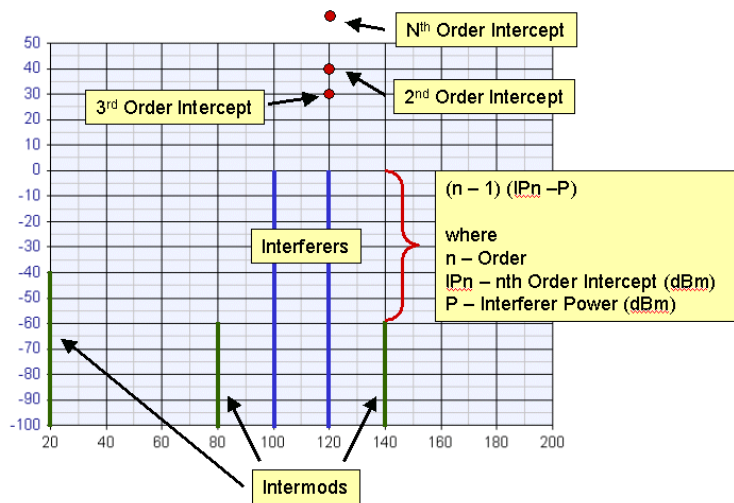 Nth Order Intercept
50
40
30
20
10
0
-10
-20
-30
-40
-50
-60
-70
-80
-90
-100
3rd Order Intercept
2nd Order Intercept
(n – 1) (IPn –P)
where
n – Order
IPn – nth Order Intercept (dBm)
P – Interferer Power (dBm)
Interferers
20 40 60 80 100 120 140 160 180 200
Intermods